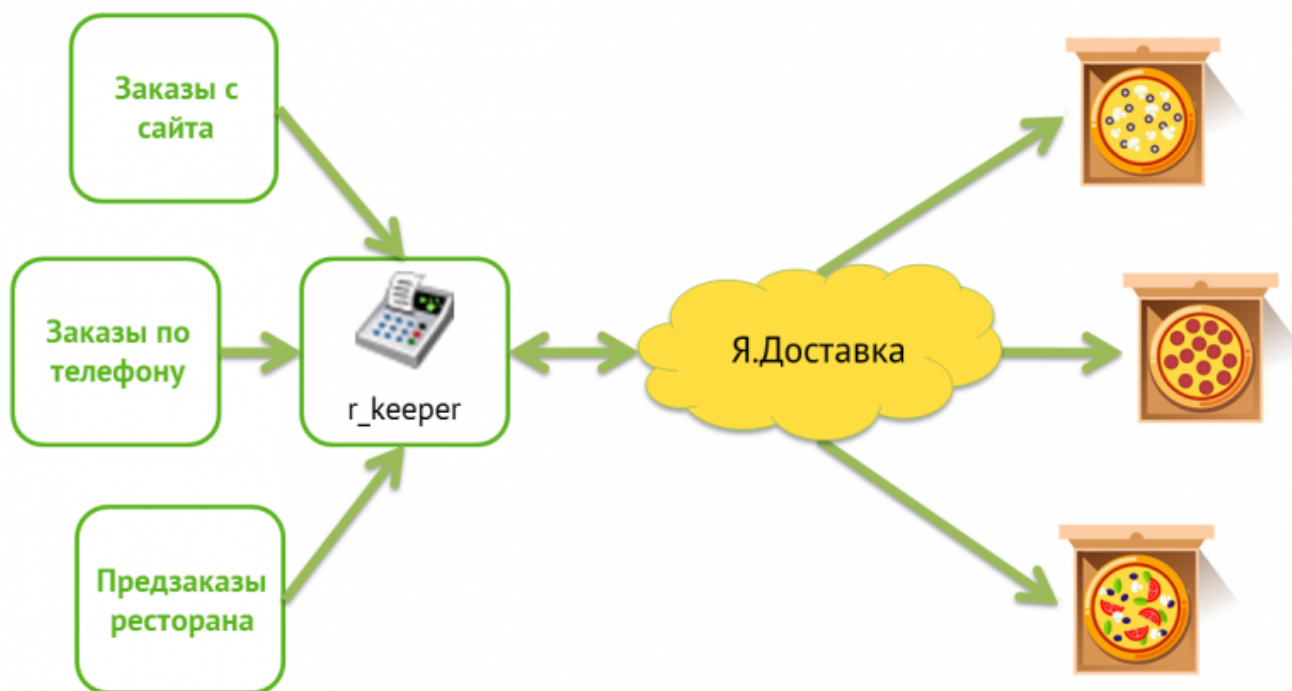 Заказы с
сайта
Заказы по
телефону
r_keeper
Я.Доставка
Предзаказы
ресторана